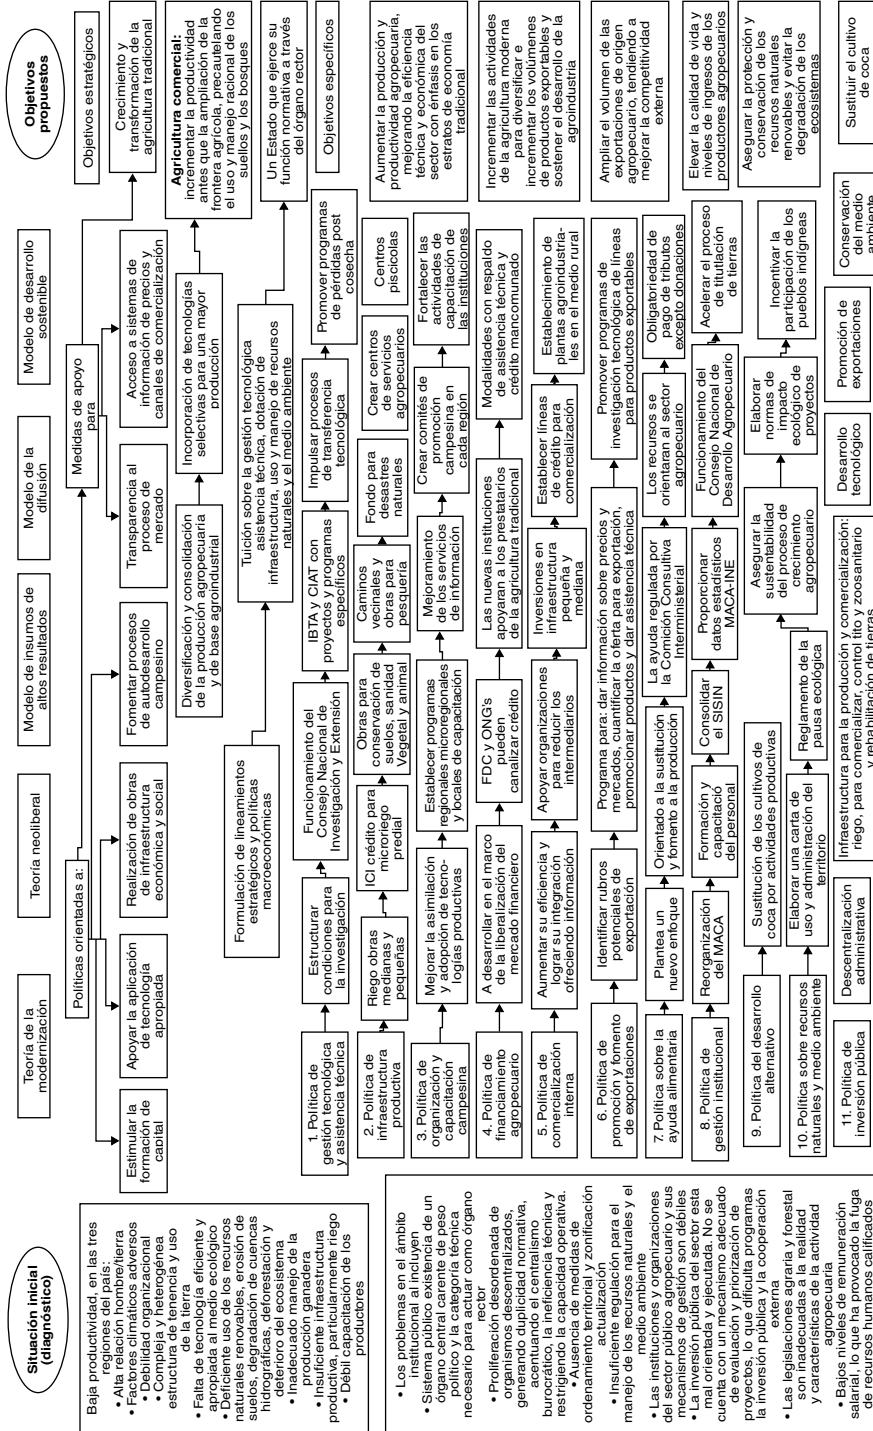 Situación inicial
(diagnóstico)
Baja productividad, en las tres
regiones del país:
• Alta relación hombre/tierra
• Factores climáticos adversos
• Debilidad organizacional
• Compleja y heterogénea
estructura de tenencia y uso
de la tierra
• Falta de tecnología eficiente y
apropiada al medio ecológico
• Deficiente uso de los recursos
naturales renovables, erosión de
suelos, degradación de cuencas
hidrográficas, deforestación y
deterioro del ecosistema
• Inadecuado manejo de la
producción ganadera
• Insuficiente infraestructura
productiva, particularmente riego
• Débil capacitación de los
productores
• Los problemas en el ámbito
institucional al incluyen
• Sistema público existencia de un
órgano central carente de peso
político y la categoría técnica
necesario para actuar como órgano
rector
• Proliferación desordenada de
organismos descentralizados,
generando duplicidad normativa,
acentuando el centralismo
burocrático, la ineficiencia técnica y
restrigiendo la capacidad operativa.
• Ausencia de medidas de
ordenamiento territorial y zonificación
actualización
• Insuficiente regulación para el
manejo de los recursos naturales y el
medio ambiente
• Las instituciones y organizaciones
del sector público agropecuario y sus
mecanismos de gestión son débiles
• La inversión pública del sector esta
mal orientada y ejecutada. No se
cuenta con un mecanismo adecuado
de evaluación y priorización de
proyectos, lo que dificulta programas
la inversión pública y la cooperación
externa
• Las legislaciones agraria y forestal
son inadecuadas a la realidad
y características de la actividad
agropecuaria
• Bajos niveles de remuneración
salarial, lo que ha provocado la fuga
de recursos humanos calificados
Teoría de la
modernización
Teoría neoliberal
Modelo de insumos de
altos resultados
Modelo de la
difusión
Modelo de desarrollo
sostenible
Objetivos
propuestos
Políticas orientadas a:
Medidas de apoyo
para
Objetivos estratégicos
Estimular la
formación de
capital
Apoyar la aplicación
de tecnología
apropiada
Realización de obras
de infraestructura
económica y social
Fomentar procesos
de autodesarrollo
campesino
Transparencia al
proceso de
mercado
Acceso a sistemas de
información de precios y
canales de comercialización
Crecimiento y
transformación de la
agricultura tradicional
Diversificación y consolidación
de la producción agropecuaria
y de base agroindustrial
Incorporación de tecnologías
selectivas para una mayor
producción
Agricultura comercial:
incrementar la productividad
antes que la ampliación de la
frontera agrícola, precautelando
el uso y manejo racional de los
suellos y los bosques
Formulación de lineamientos
estratégicos y políticas
macroeconómicas
Tuición sobre la gestión tecnológica
asistencia técnica, dotación de
infraestructura, uso y manejo de recursos
naturales y el medio ambiente
Un Estado que ejerce su
función normativa a través
del órgano rector
Objetivos específicos
1. Política de
gestión tecnológica
y asistencia técnica
Estructurar
condiciones para
la investigación
Funcionamiento del
Consejo Nacional de
Investigación y Extensión
IBTA y CIAT con
proyectos y programas
específicos
Impulsar procesos
de transferencia
tecnológica
Promover programas
de pérdidas post
cosecha
2. Política de
infraestructura
productiva
Riego obras
medianas y
pequeñas
ICI crédito para
microriego
predial
Obras para
conservación de
suelos, sanidad
Vegetal y animal
Caminos
vecinales y
obras para
pesquería
Fondo para
desastres
naturales
Crear centros
de servicios
agropecuarios
Centros
piscícolas
Aumentar la producción y
productividad agropecuaria,
mejorando la eficiencia
técnica y económica del
sector con énfasis en los
estratos de economía
tradicional
3. Política de
organización y
capacitación
campesina
Mejorar la asimilación
y adopción de tecno-
logías productivas
Establecer programas
regionales microregionales
y locales de capacitación
Mejoramiento
de los servicios
de información
Crear comités de
promoción
campesina en
cada región
Fortalecer las
actividades de
capacitación de
las instituciones
4. Política de
financiamiento
agropecuario
A desarrollar en el marco
de la liberalización del
mercado financiero
FDC y ONG's
pueden
canalizar crédito
Las nuevas instituciones
apoyaran a los prestatarios
de la agricultura tradicional
Modalidades con respaldo
de asistencia técnica y
crédito mancomunado
Incrementar las actividades
de la agricultura moderna
para diversificar e
incrementar los volúmenes
de productos exportables y
sostener el desarrollo de la
agroindustria
5. Política de
comercialización
interna
Aumentar su eficiencia y
lograr su integración
ofreciendo información
Apoyar organizaciones
para reducir los
intermediarios
Inversiones en
infraestructura
pequeña y
mediana
Establecer líneas
de crédito para
comercialización
Establecimiento de
plantas agroindustria-
les en el medio rural
6. Política de
promoción y fomento
de exportaciones
Identificar rubros
potenciales de
exportación
Programa para: dar información sobre precios y
mercados, cuantificar la oferta para exportación,
promocionar productos y dar asistencia técnica
Promover programas de
investigación tecnológica de líneas
para productos exportables
Ampliar el volumen de las
exportaciones de origen
agropecuario, tendiendo a
mejorar la competitividad
externa
7. Política sobre la
ayuda alimentaria
Plantea un
nuevo enfoque
Orientado a la sustitución
y fomento a la producción
La ayuda regulada por
la Comición Consultiva
Interministerial
Los recursos se
orientaran al sector
agropecuario
Obligatoriedad de
pago de tributos
excepto donaciones
8. Política de
gestión institucional
Reorganización
del MACA
Formación y
capacitació
del personal
Consolidar
el SISIN
Proporcionar
datos estadísticos
MACA-INE
Funcionamiento del
Consejo Nacional de
Desarrollo Agropecuario
Acelerar el proceso
de titulación
de tierras
Elevar la calidad de vida y
niveles de ingresos de los
productores agropecuarios
9. Política del desarrollo
alternativo
Sustitución de los cultivos de
coca por actividades productivas
10. Política sobre recursos
naturales y medio ambiente
Elaborar una carta de
uso y administración del
territorio
Reglamento de la
pausa ecológica
Asegurar la
sustentabilidad
del proceso de
crecimiento
agropecuario
Elaborar
normas de
impacto
ecológico de
proyectos
Incentivar la
participación de los
pueblos indígneas
Asegurar la protección y
conservación de los
recursos naturales
renovables y evitar la
degradación de los
ecosistemas
11. Política de
inversión pública
Descentralización
administrativa
Infraestructura para la producción y comercialización:
riego, para comercializar, control tito y zoosanitario
y rehabilitación de tierras
Desarrollo
tecnológico
Promoción de
exportaciones
Conservación
del medio
ambiente
Sustituir el cultivo
de coca